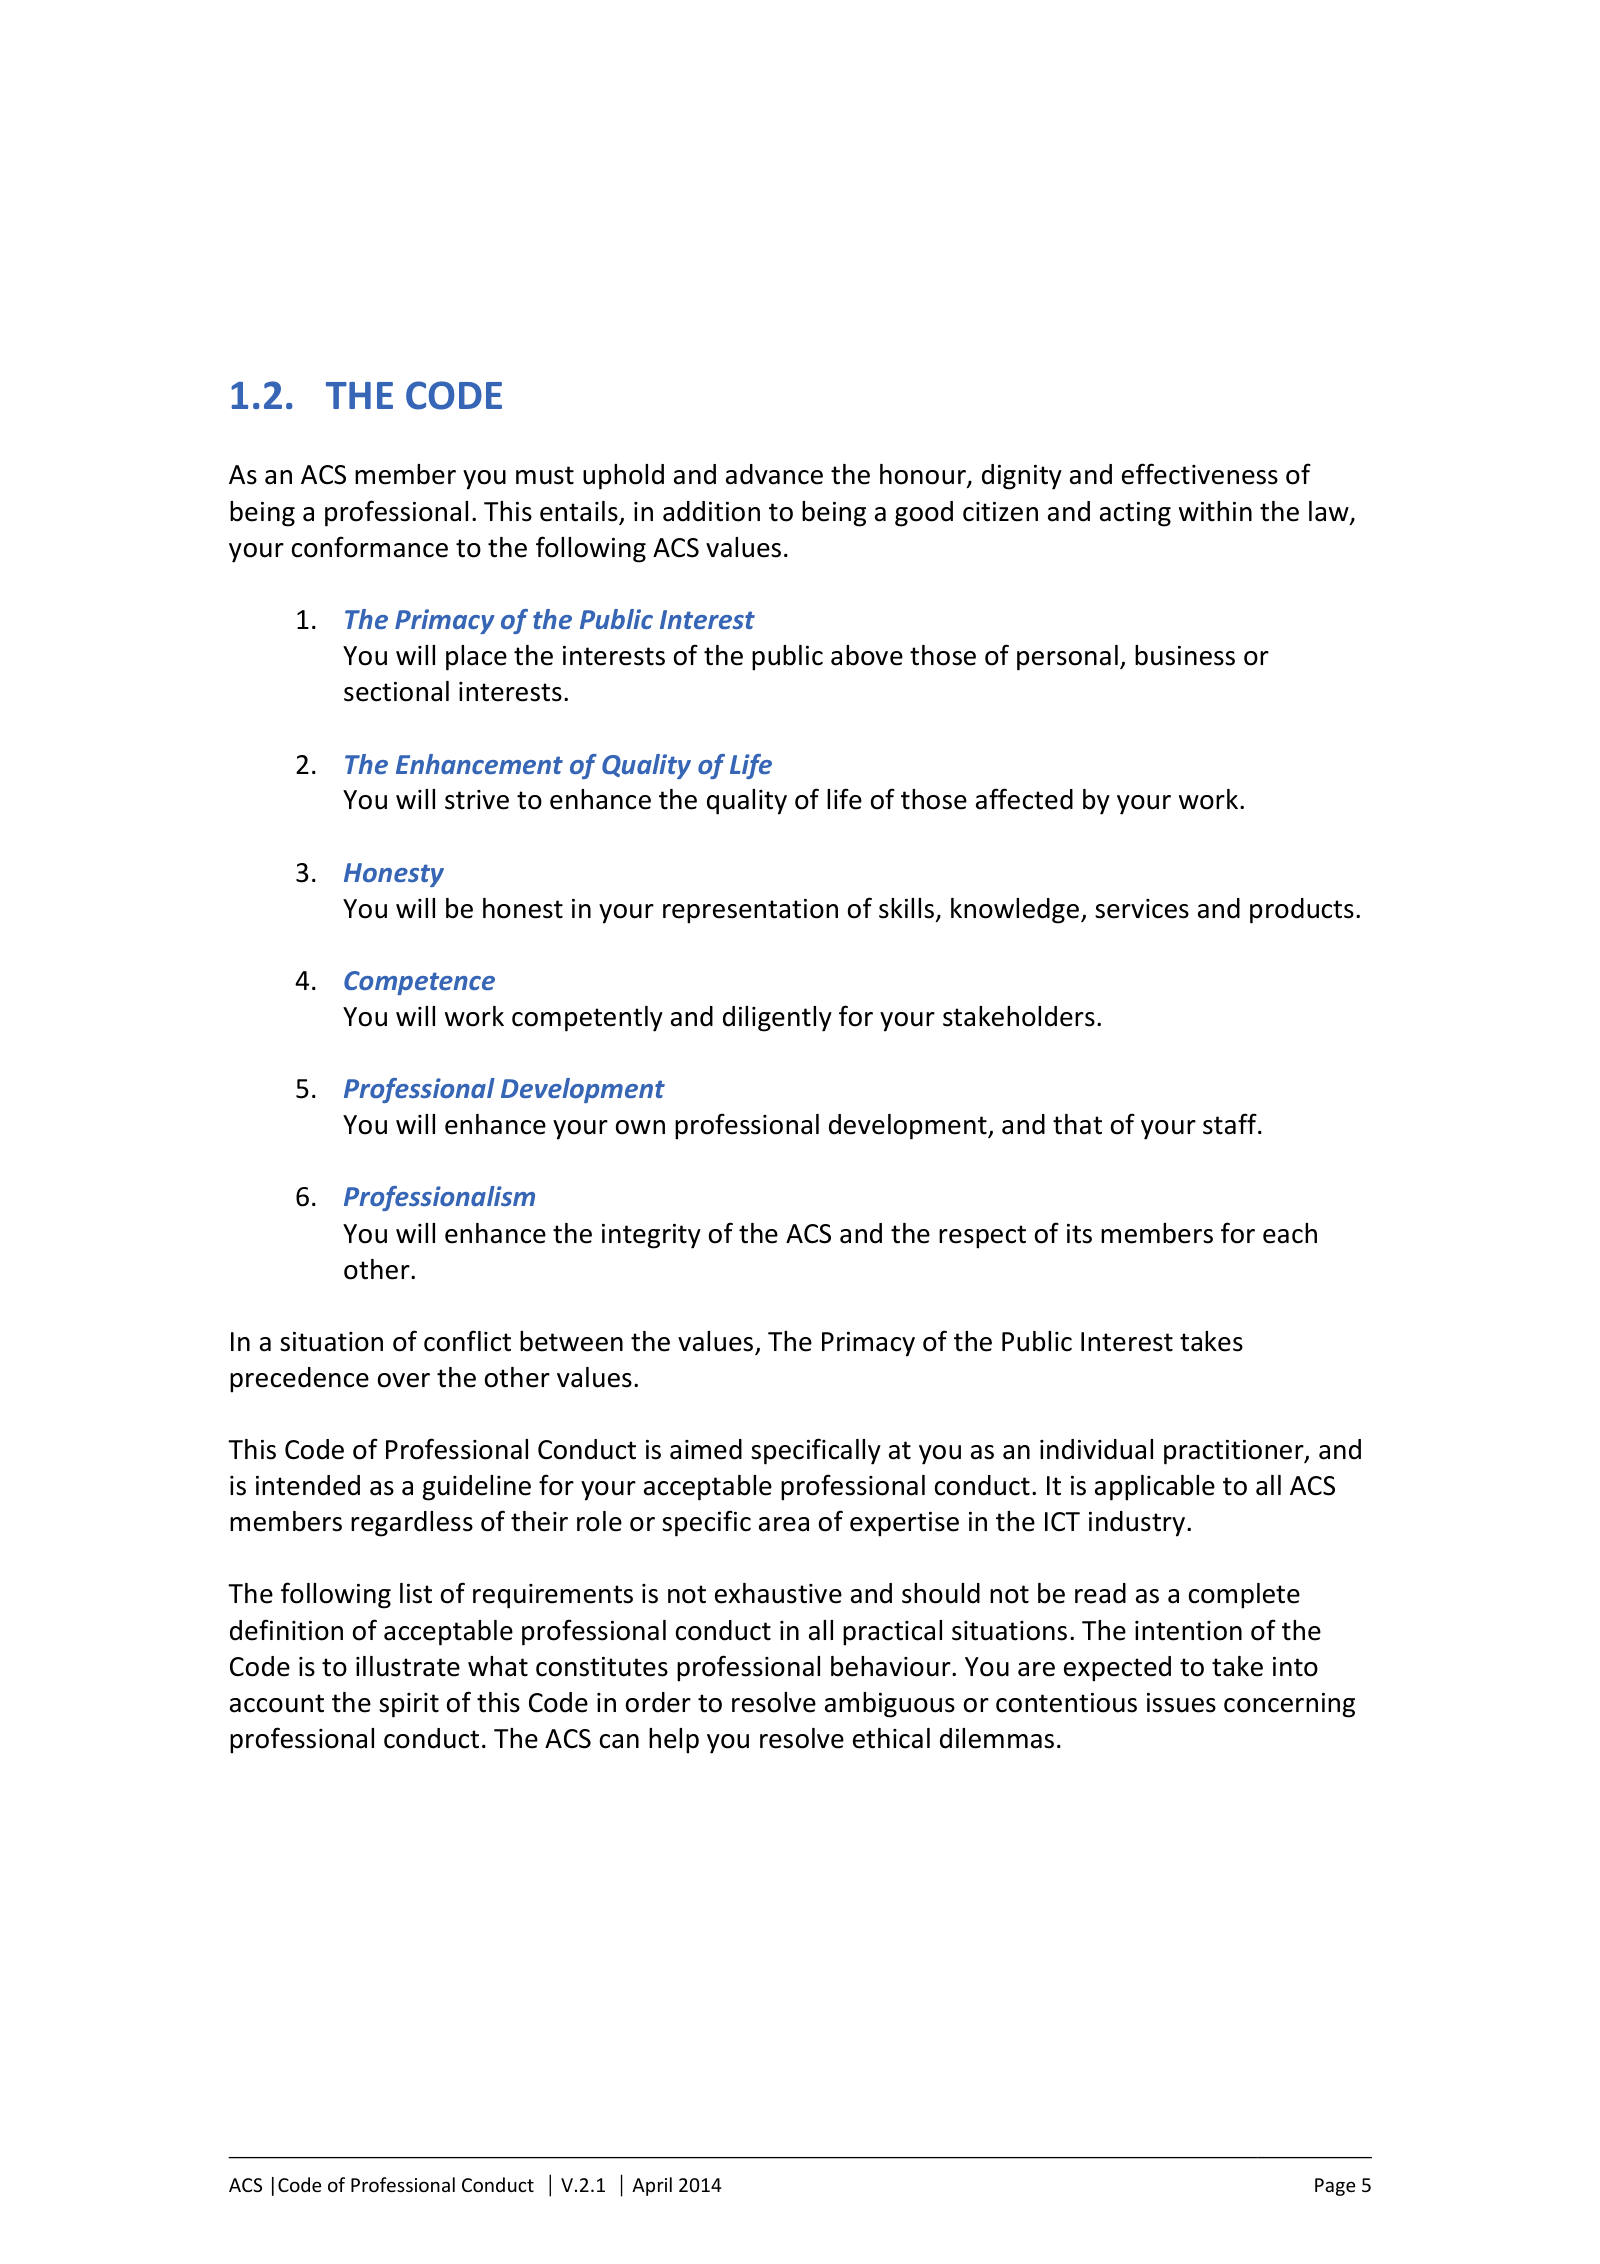 1.2. THE CODE
As an ACS member you must uphold and advance the honour, dignity and effectiveness of
being a professional. This entails, in addition to being a good citizen and acting within the law,
your conformance to the following ACS values.
1. The Primacy of the Public Interest
You will place the interests of the public above those of personal, business or
sectional interests.
2. The Enhancement of Quality of Life
You will strive to enhance the quality of life of those affected by your work.
3. Honesty
You will be honest in your representation of skills, knowledge, services and products.
4. Competence
You will work competently and diligently for your stakeholders.
5. Professional Development
You will enhance your own professional development, and that of your staff.
6. Professionalism
You will enhance the integrity of the ACS and the respect of its members for each
other.
In a situation of conflict between the values, The Primacy of the Public Interest takes
precedence over the other values.
This Code of Professional Conduct is aimed specifically at you as an individual practitioner, and
is intended as a guideline for your acceptable professional conduct. It is applicable to all ACS
members regardless of their role or specific area of expertise in the ICT industry.
The following list of requirements is not exhaustive and should not be read as a complete
definition of acceptable professional conduct in all practical situations. The intention of the
Code is to illustrate what constitutes professional behaviour. You are expected to take into
account the spirit of this Code in order to resolve ambiguous or contentious issues concerning
professional conduct. The ACS can help you resolve ethical dilemmas.
ACS |Code of Professional Conduct | V.2.1 | April 2014 Page 5